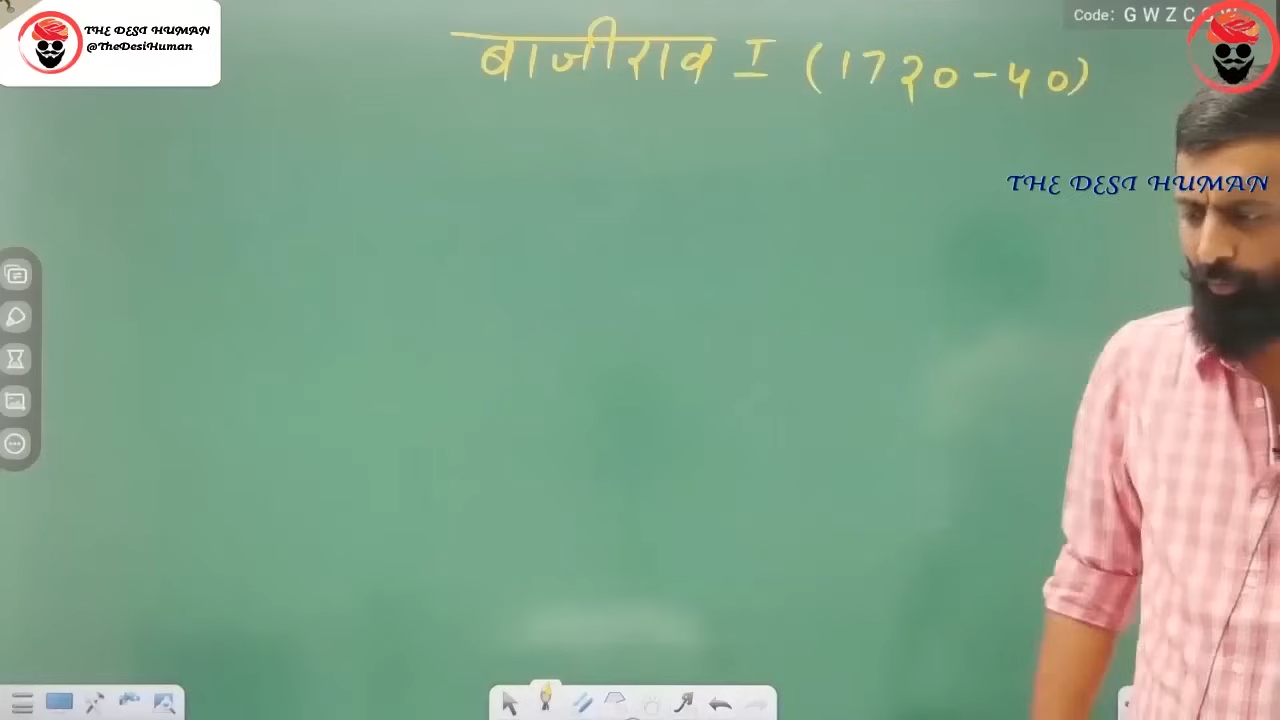 THE DESI HUMAN
@TheDesiHuman
Code: G W Z C
बाजीराव I (1720-40)
THE DESI HUMAN